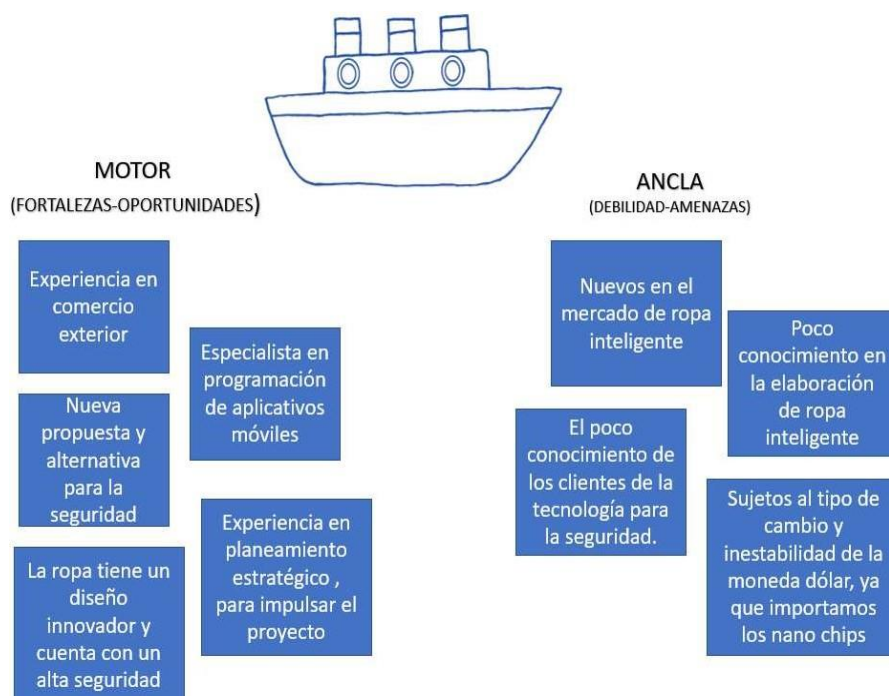 MOTOR
(FORTALEZAS-OPORTUNIDADES)
Experiencia en
comercio
exterior
Especialista en
programación
de aplicativos
móviles
Nueva
propuesta y
alternativa
para la
seguridad
Experiencia en
planeamiento
estratégico ,
para impulsar el
proyecto
La ropa tiene un
diseño
innovador y
cuenta con un
alta seguridad
ANCLA
(DEBILIDAD-AMENAZAS)
Nuevos en el
mercado de ropa
inteligente
Poco
conocimiento en
la elaboración
de ropa
inteligente
El poco
conocimiento de
los clientes de la
tecnología para
la seguridad.
Sujetos al tipo de
cambio y
inestabilidad de la
moneda dólar, ya
que importamos
los nano chips